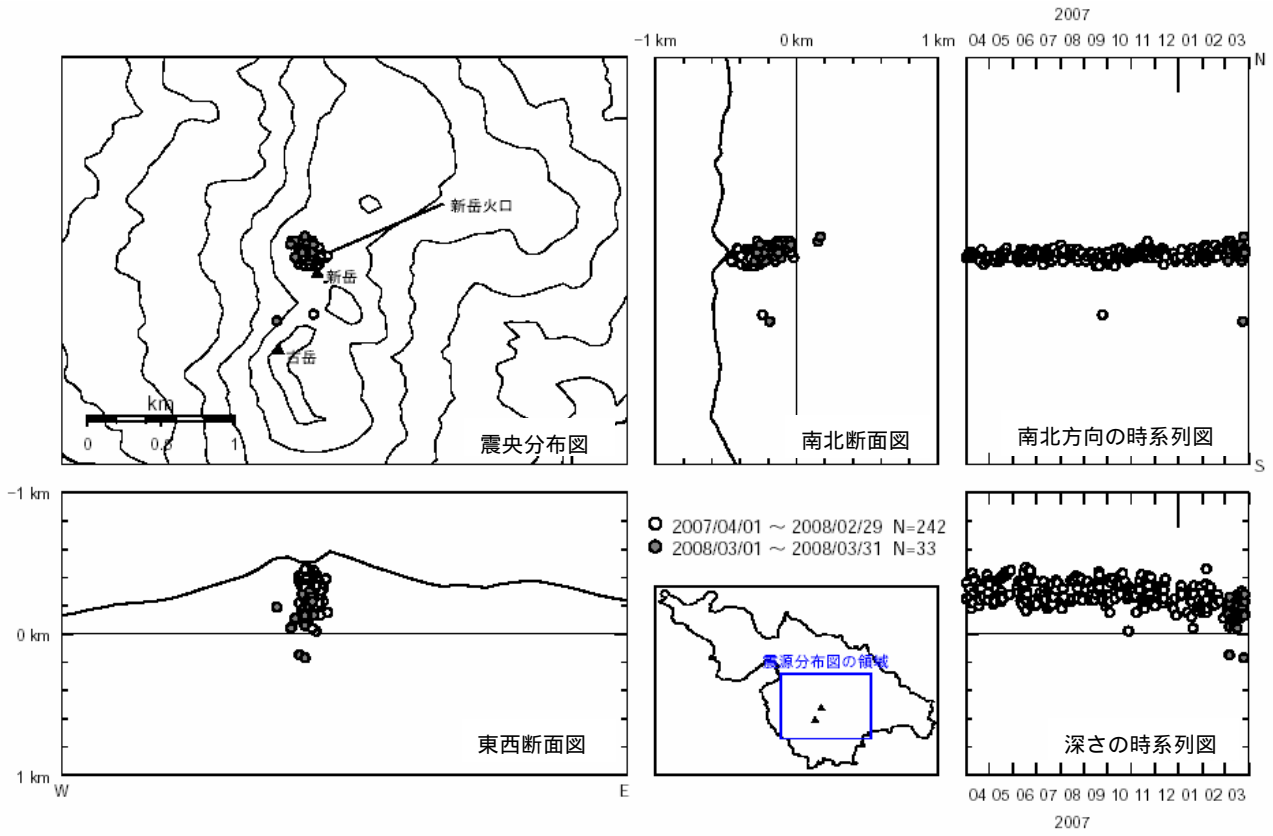 2007
−1 km 0 km 1 km
04 05 06 07 08 09 10 11 12 01 02 03
N
新岳火口
新岳
古岳
km
0 0.5 1
震央分布図
南北断面図
南北方向の時系列図
S
−1 km
0 km
1 km
W
E
東西断面図
2007/04/01 ～ 2008/02/29 N=242
2008/03/01 ～ 2008/03/31 N=33
震源分布図の領域
深さの時系列図
04 05 06 07 08 09 10 11 12 01 02 03
2007